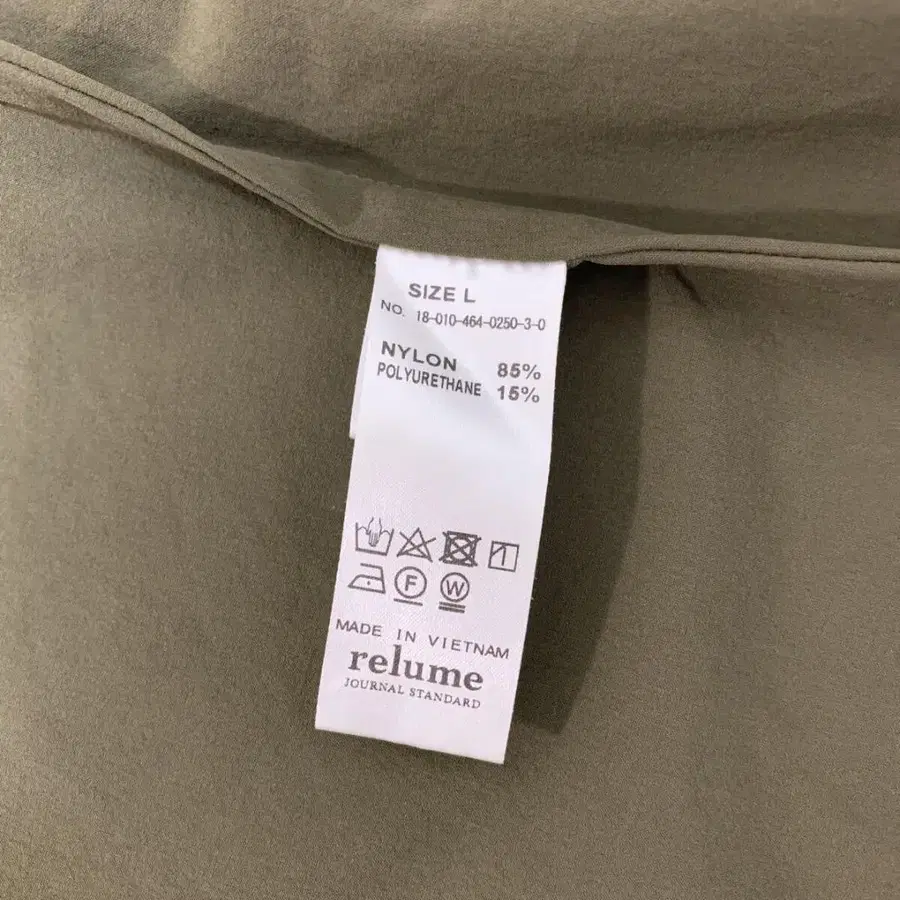 SIZE L
NO. 18-010-464-0250-3-0
NYLON 85%
POLYURETHANE 15%
F W
MADE IN VIETNAM
relume
JOURNAL STANDARD